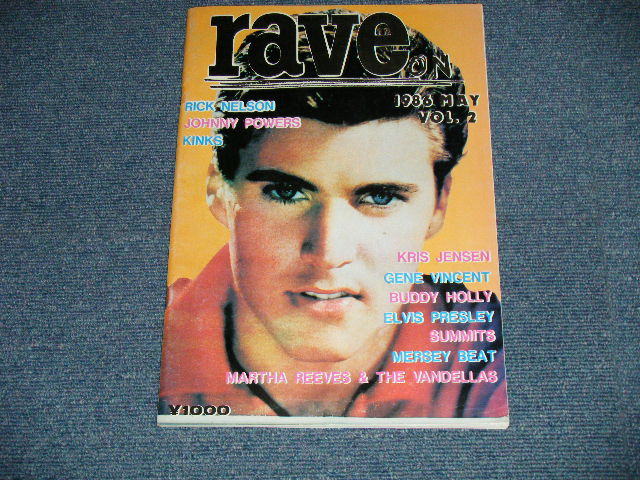 rave
ON
1986 MAY
VOL. 2
RICK NELSON
JOHNNY POWERS
KINKS
KRIS JENSEN
GENE VINCENT
BUDDY HOLLY
ELVIS PRESLEY
SUMMITS
MERSEY BEAT
MARTHA REEVES & THE VANDELLAS
¥1000